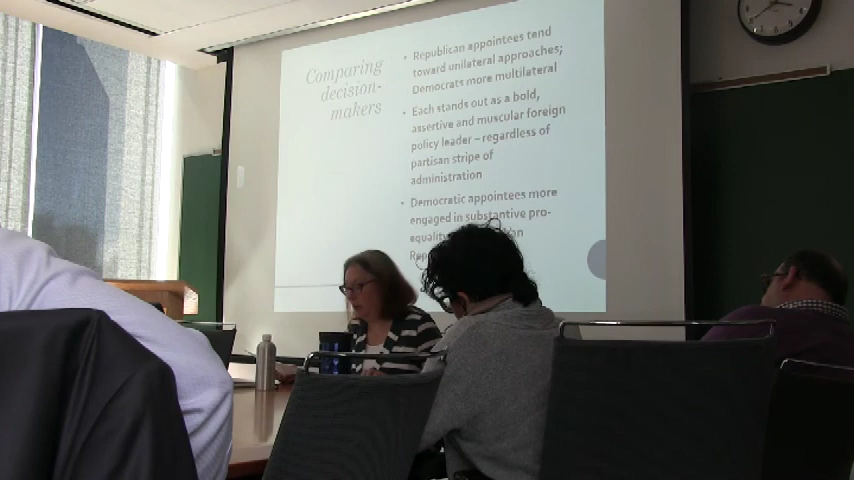 Comparing
decision-
makers
• Republican appointees tend
toward unilateral approaches;
Democrats more multilateral
• Each stands out as a bold,
assertive and muscular foreign
policy leader – regardless of
partisan stripe of
administration
• Democratic appointees more
engaged in substantive pro-
equality